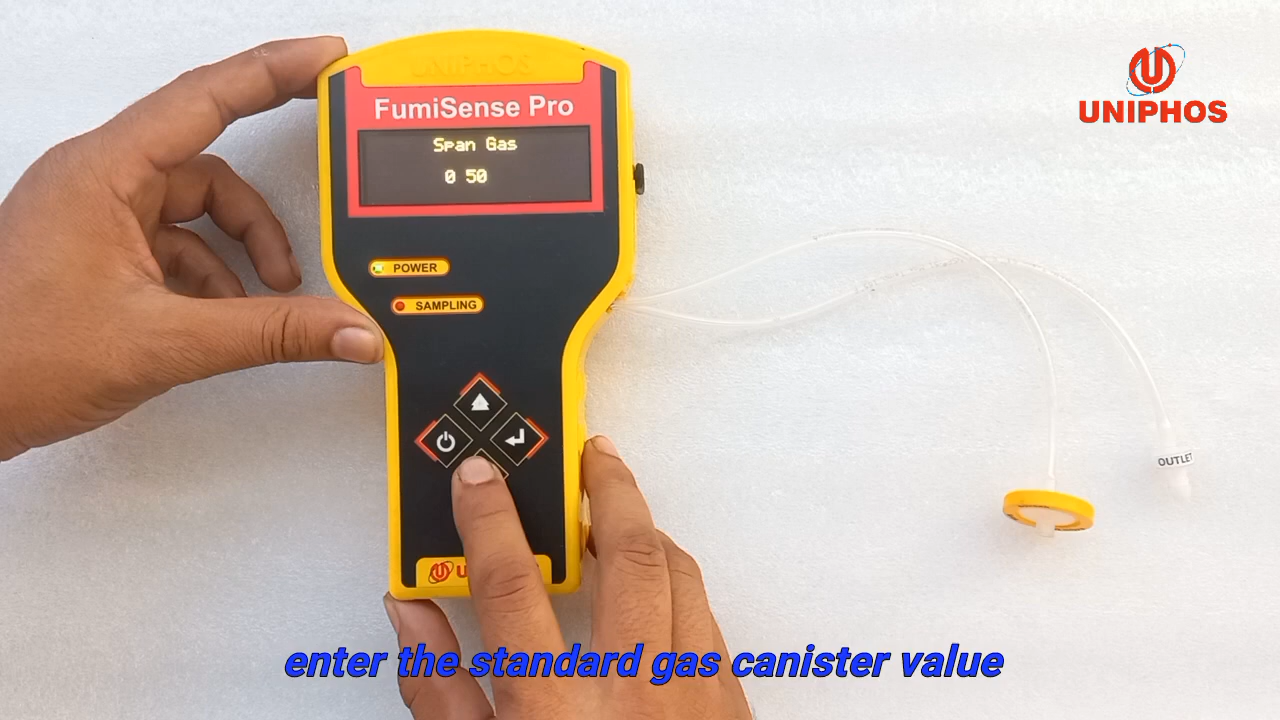 UNIPHOS
FumiSense Pro
Span Gas
0 50
POWER
SAMPLING
UNIPHOS
OUTLET
enter the standard gas canister value